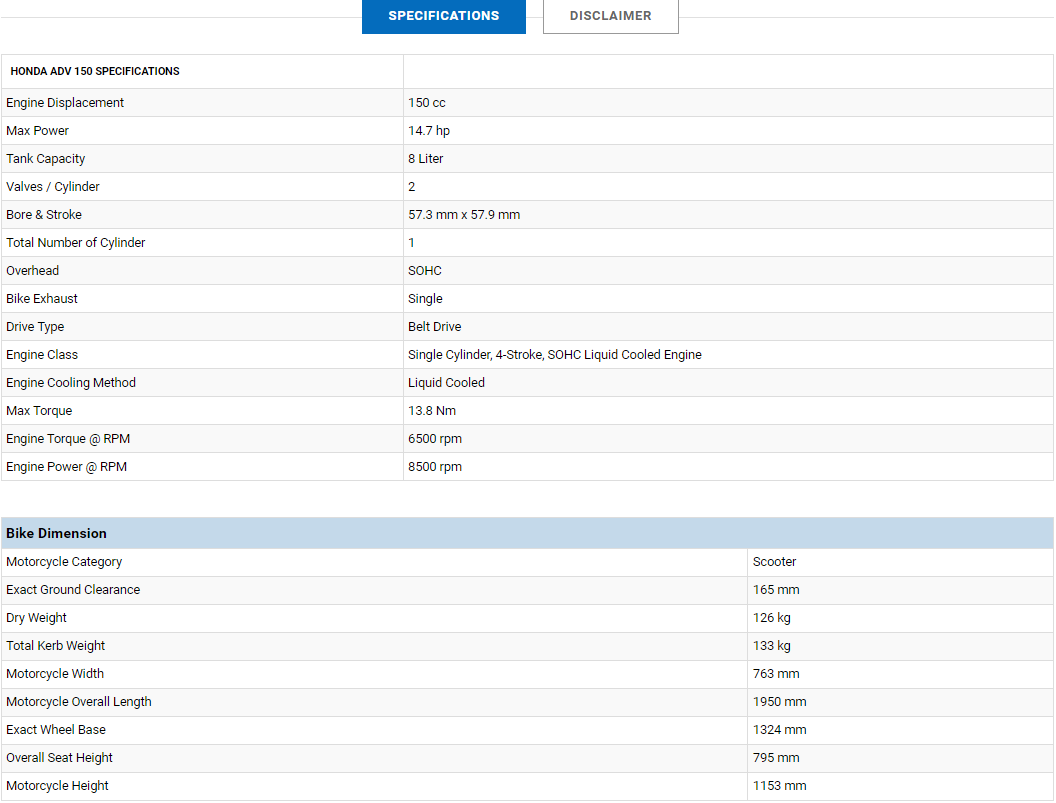 SPECIFICATIONS DISCLAIMER
HONDA ADV 150 SPECIFICATIONS
Engine Displacement 150 cc
Max Power 14.7 hp
Tank Capacity 8 Liter
Valves / Cylinder 2
Bore & Stroke 57.3 mm x 57.9 mm
Total Number of Cylinder 1
Overhead SOHC
Bike Exhaust Single
Drive Type Belt Drive
Engine Class Single Cylinder, 4-Stroke, SOHC Liquid Cooled Engine
Engine Cooling Method Liquid Cooled
Max Torque 13.8 Nm
Engine Torque @ RPM 6500 rpm
Engine Power @ RPM 8500 rpm
Bike Dimension
Motorcycle Category Scooter
Exact Ground Clearance 165 mm
Dry Weight 126 kg
Total Kerb Weight 133 kg
Motorcycle Width 763 mm
Motorcycle Overall Length 1950 mm
Exact Wheel Base 1324 mm
Overall Seat Height 795 mm
Motorcycle Height 1153 mm